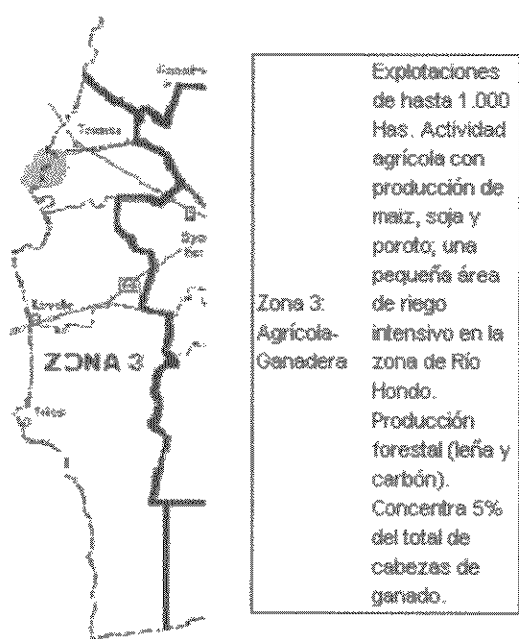 ZONA 3
Zona 3:
Agrícola-
Ganadera
Explotaciones
de hasta 1.000
Has. Actividad
agrícola con
producción de
maiz, soja y
poroto; una
pequeña área
de riego
intensivo en la
zona de Río
Hondo.
Producción
forestal (leña y
carbón).
Concentra 5%
del total de
cabezas de
ganado.